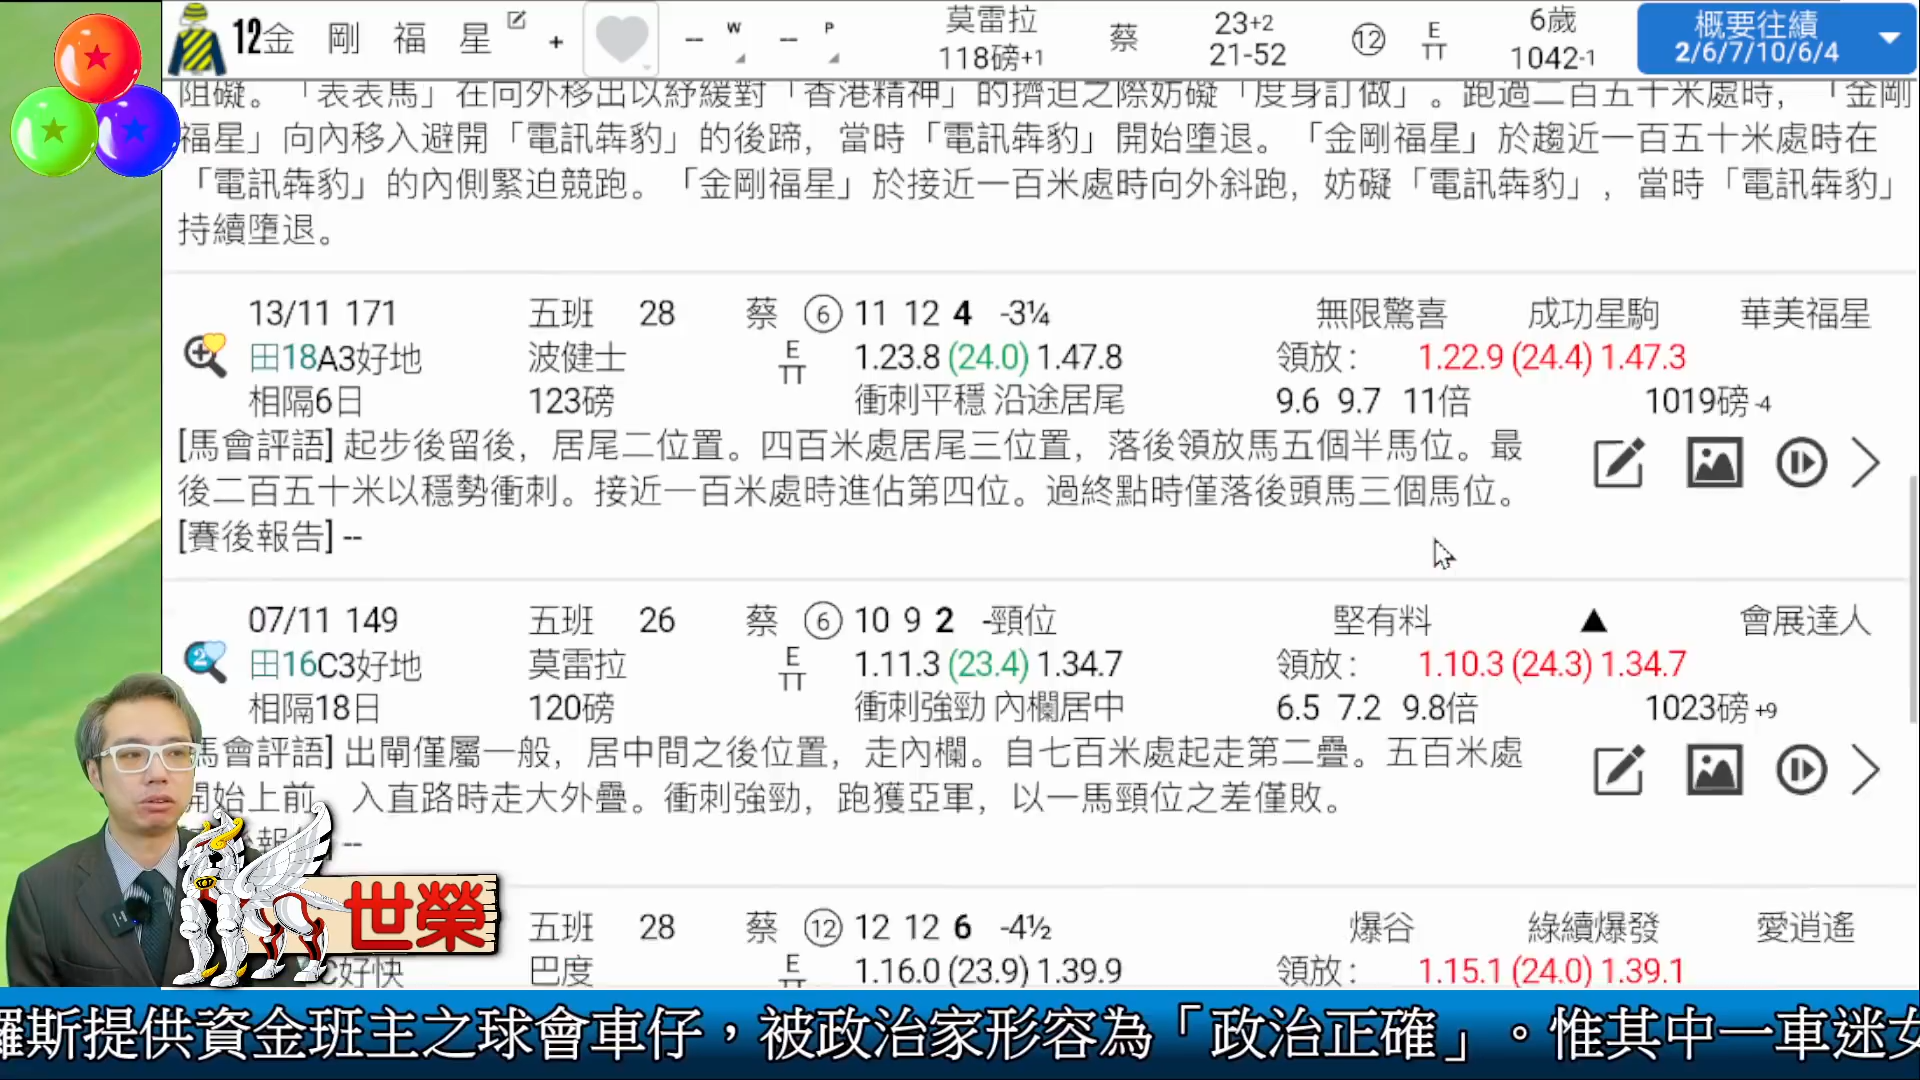 12金 剛 福 星 + -- W -- P 莫雷拉 蔡 23+2 12 E 6歲 概要往績
118磅+1 21-52 TT 1042-1 2/6/7/10/6/4
阻礙。「表表馬」在向外移出以紓緩對「香港精神」的擠迫之際妨礙「度身訂做」。跑過二百五十米處時，「金剛
福星」向內移入避開「電訊犇豹」的後蹄，當時「電訊犇豹」開始墮退。「金剛福星」於趨近一百五十米處時在
「電訊犇豹」的內側緊迫競跑。「金剛福星」於接近一百米處時向外斜跑，妨礙「電訊犇豹」，當時「電訊犇豹」
持續墮退。
13/11 171 五班 28 蔡 6 11 12 4 -3¼ 無限驚喜 成功星駒 華美福星
田18A3好地 波健士 E TT 1.23.8 (24.0) 1.47.8 領放： 1.22.9 (24.4) 1.47.3
相隔6日 123磅 衝刺平穩 沿途居尾 9.6 9.7 11倍 1019磅-4
[馬會評語] 起步後留後，居尾二位置。四百米處居尾三位置，落後領放馬五個半馬位。最
後二百五十米以穩勢衝刺。接近一百米處時進佔第四位。過終點時僅落後頭馬三個馬位。
[賽後報告] --
07/11 149 五班 26 蔡 6 10 9 2 -頸位 堅有料 ▲ 會展達人
2 田16C3好地 莫雷拉 E TT 1.11.3 (23.4) 1.34.7 領放： 1.10.3 (24.3) 1.34.7
相隔18日 120磅 衝刺強勁 內欄居中 6.5 7.2 9.8倍 1023磅+9
馬會評語] 出閘僅屬一般，居中間之後位置，走內欄。自七百米處起走第二疊。五百米處
開始上前，入直路時走大外疊。衝刺強勁，跑獲亞軍，以一馬頸位之差僅敗。
後報 --
世榮
五班 28 蔡 12 12 12 6 -4½ 爆谷 綠續爆發 愛逍遙
C好快 巴度 E 1.16.0 (23.9) 1.39.9 領放： 1.15.1 (24.0) 1.39.1
羅斯提供資金班主之球會車仔，被政治家形容為「政治正確」。惟其中一車迷女